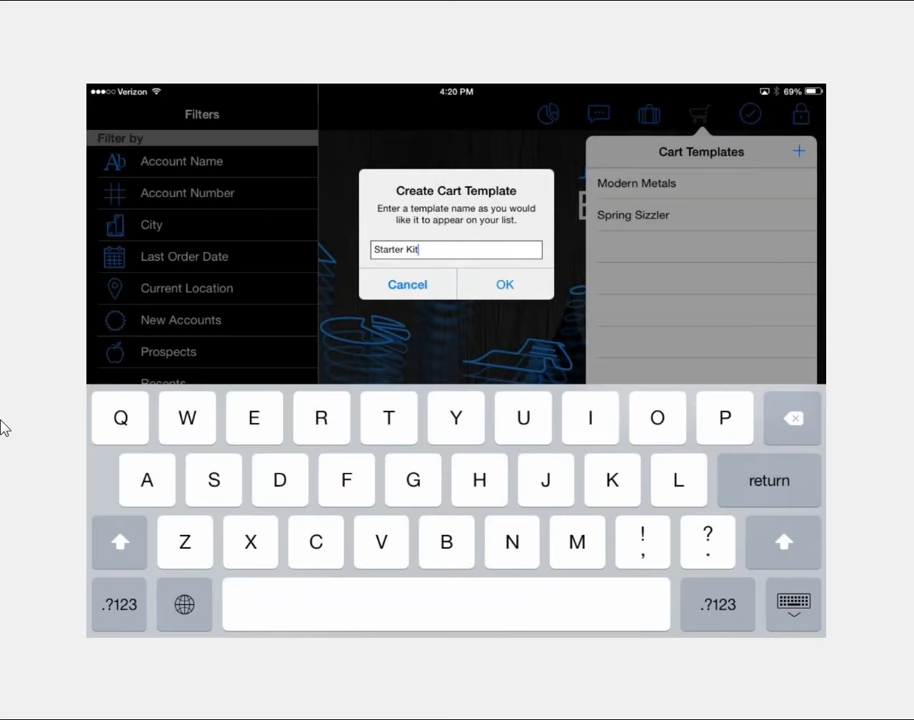 Verizon
4:20 PM
69%
Filters
Filter by
Account Name
Account Number
City
Last Order Date
Current Location
New Accounts
Prospects
Recents
Create Cart Template
Enter a template name as you would
like it to appear on your list.
Starter Kit
Cancel
OK
Cart Templates
+
Modern Metals
Spring Sizzler
Q W E R T Y U I O P
A S D F G H J K L return
Z X C V B N M ! , ? .
.?123 .?123